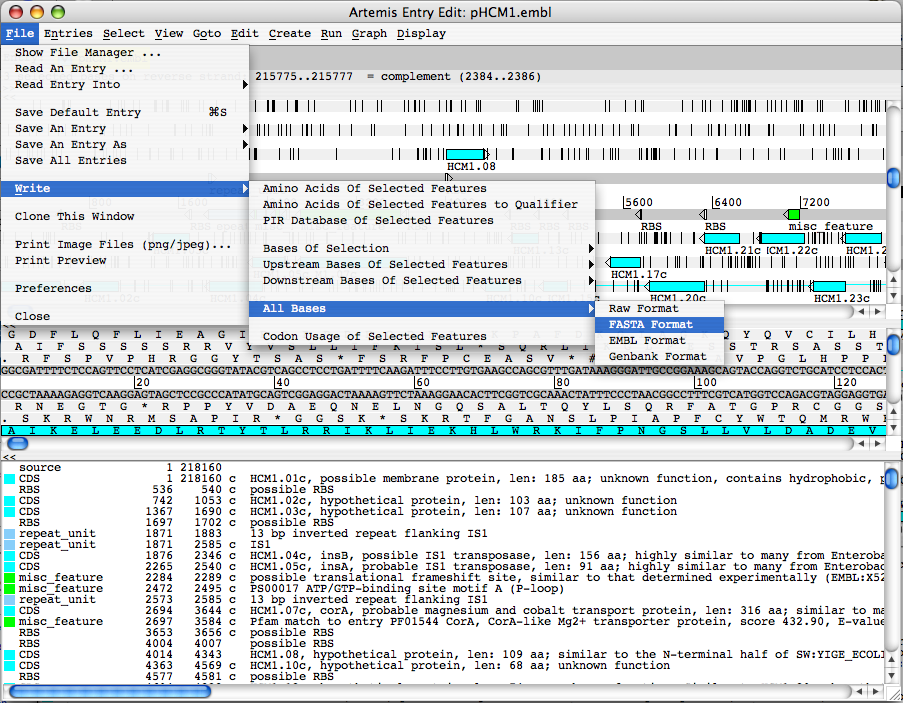 Artemis Entry Edit: pHCM1.embl
File Entries Select View Goto Edit Create Run Graph Display
Show File Manager ...
Read An Entry ...
215775..215777 = complement (2384..2386)
Read Entry Into
Save Default Entry ⌘S
Save An Entry
Save An Entry As
Save All Entries
HCM1.08
Write
Amino Acids Of Selected Features
Amino Acids Of Selected Features to Qualifier
PIR Database Of Selected Features
5600 6400 7200
Clone This Window
RBS RBS misc_feature
Print Image Files (png/jpeg)...
Print Preview
Bases Of Selection
Upstream Bases Of Selected Features
Downstream Bases Of Selected Features
HCM1.21c HCM1.22c HCM1.2
HCM1.17c
Preferences
HCM1.20c HCM1.23c
Close
All Bases
Codon Usage of Selected Features
Raw Format
FASTA Format
EMBL Format
Genbank Format
<<
20 40 60 80 100 120
<<
source 1 218160
CDS 1 218160 c HCM1.01c, possible membrane protein, len: 185 aa; unknown function, contains hydrophobic, p
RBS 536 540 c possible RBS
CDS 742 1053 c HCM1.02c, hypothetical protein, len: 103 aa; unknown function
CDS 1367 1690 c HCM1.03c, hypothetical protein, len: 107 aa; unknown function
RBS 1697 1702 c possible RBS
repeat_unit 1871 1883 13 bp inverted repeat flanking IS1
repeat_unit 1871 2585 c IS1
CDS 1876 2346 c HCM1.04c, insB, possible IS1 transposase, len: 156 aa; highly similar to many from Enteroba
CDS 2265 2540 c HCM1.05c, insA, probable IS1 transposase, len: 91 aa; highly similar to many from Enterobac
misc_feature 2284 2289 c possible translational frameshift site, similar to that determined experimentally (EMBL:X52
misc_feature 2472 2495 c PS00017 ATP/GTP-binding site motif A (P-loop)
repeat_unit 2573 2585 c 13 bp inverted repeat flanking IS1
CDS 2694 3644 c HCM1.07c, corA, probable magnesium and cobalt transport protein, len: 316 aa; similar to ma
misc_feature 2697 3584 c Pfam match to entry PF01544 CorA, CorA-like Mg2+ transporter protein, score 432.90, E-value
RBS 3653 3656 c possible RBS
RBS 4004 4007 possible RBS
CDS 4014 4343 HCM1.08, hypothetical protein, len: 109 aa; similar to the N-terminal half of SW:YIGE_ECOLI
CDS 4363 4569 c HCM1.10c, hypothetical protein, len: 68 aa; unknown function
RBS 4577 4581 c possible RBS